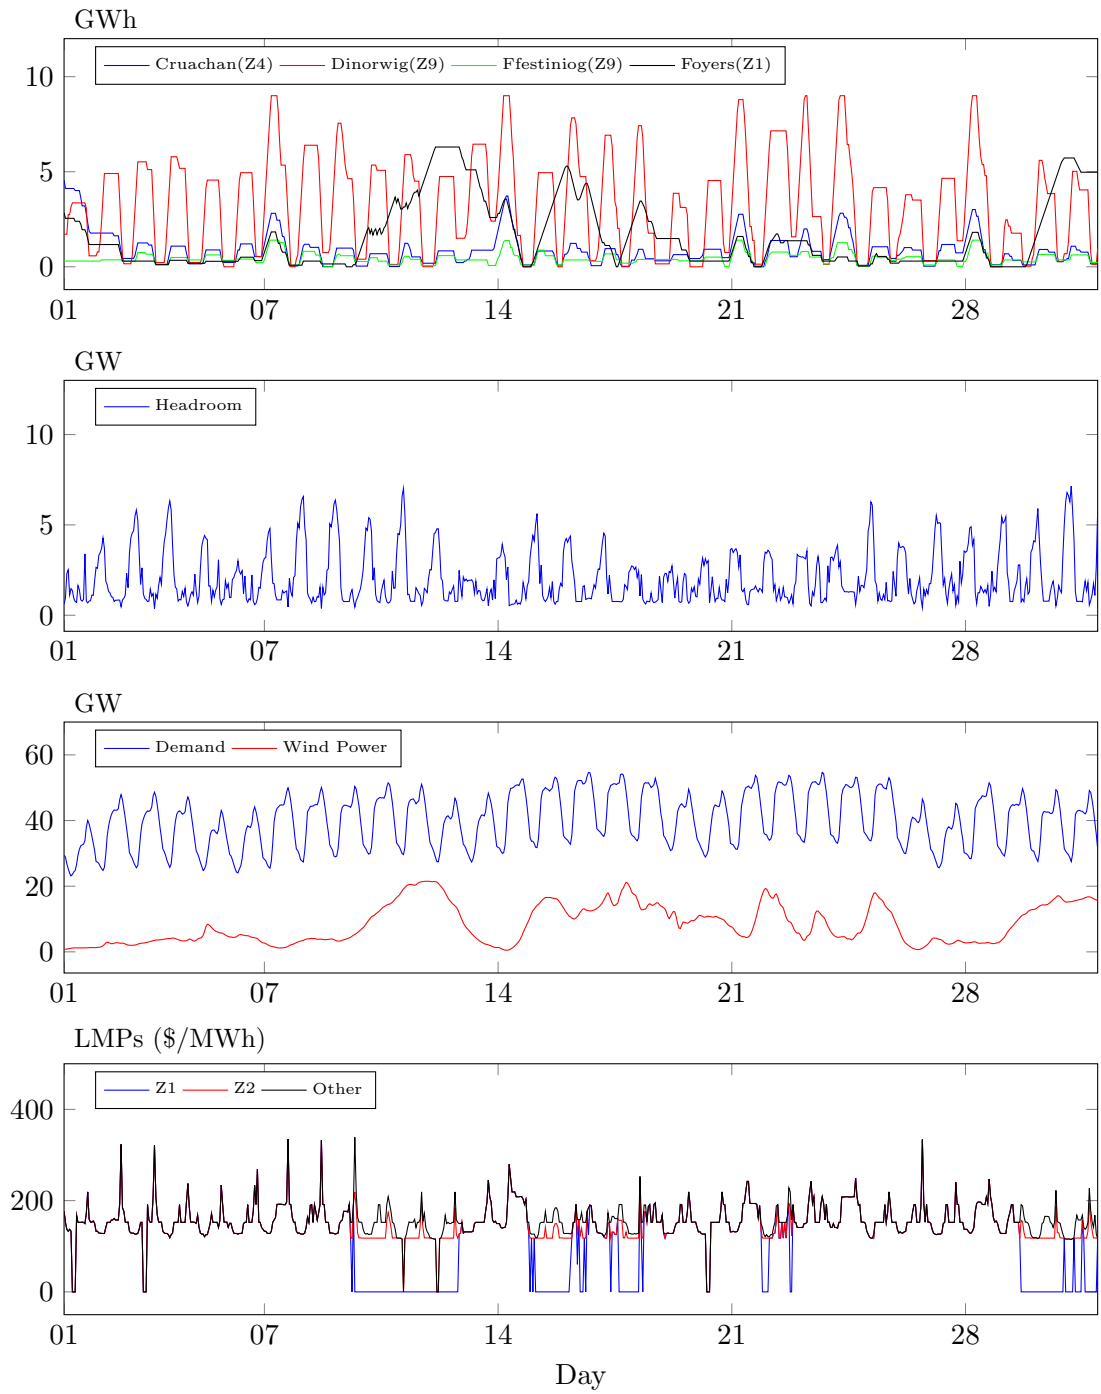 GWh
Cruachan(Z4) Dinorwig(Z9) Ffestiniog(Z9) Foyers(Z1)
10
5
0
01 07 14 21 28
GW
Headroom
10
5
0
01 07 14 21 28
GW
Demand Wind Power
60
40
20
0
01 07 14 21 28
LMPs ($/MWh)
Z1 Z2 Other
400
200
0
01 07 14 21 28
Day